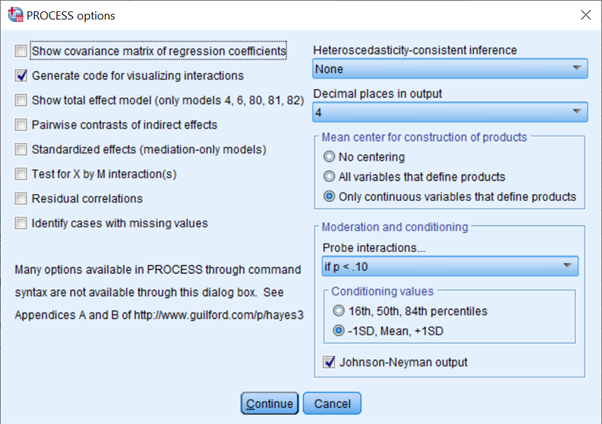 PROCESS options
Show covariance matrix of regression coefficients
Generate code for visualizing interactions
Show total effect model (only models 4, 6, 80, 81, 82)
Pairwise contrasts of indirect effects
Standardized effects (mediation-only models)
Test for X by M interaction(s)
Residual correlations
Identify cases with missing values
Many options available in PROCESS through command
syntax are not available through this dialog box. See
Appendices A and B of http://www.guilford.com/p/hayes3
Heteroscedasticity-consistent inference
None
Decimal places in output
4
Mean center for construction of products
No centering
All variables that define products
Only continuous variables that define products
Moderation and conditioning
Probe interactions...
if p < .10
Conditioning values
16th, 50th, 84th percentiles
-1SD, Mean, +1SD
Johnson-Neyman output
Continue
Cancel